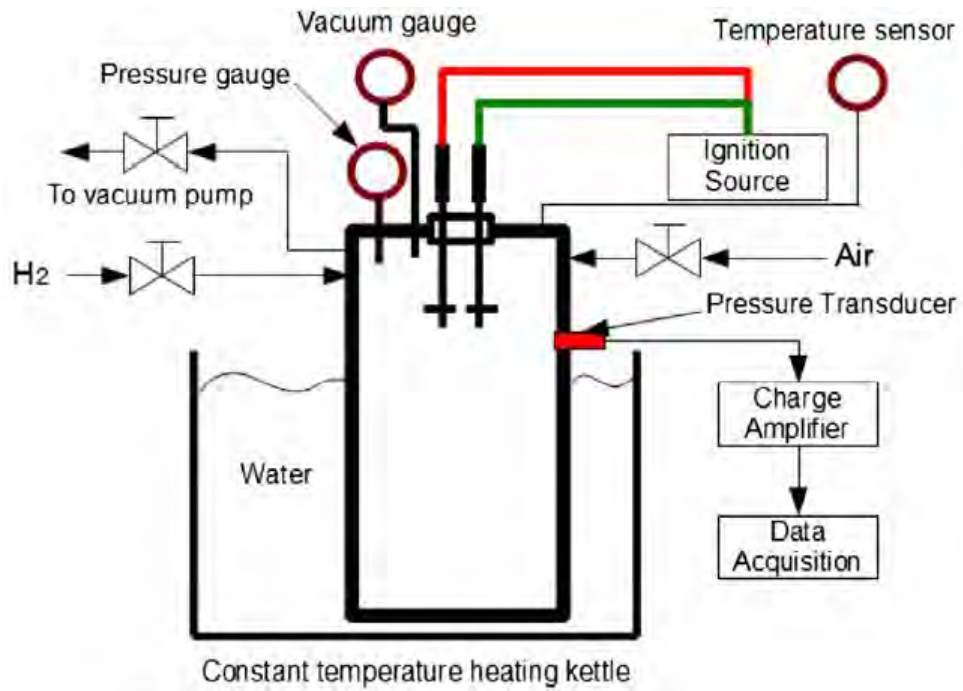 Vacuum gauge
Temperature sensor
Pressure gauge
Ignition
Source
To vacuum pump
H2
Air
Pressure Transducer
Charge
Amplifier
Water
Data
Acquisition
Constant temperature heating kettle